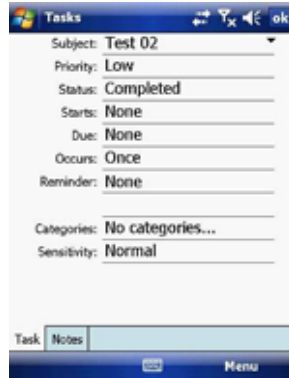 Tasks ok
Subject: Test 02
Priority: Low
Status: Completed
Starts: None
Due: None
Occurs: Once
Reminder: None
Categories: No categories...
Sensitivity: Normal
Task Notes
Menu